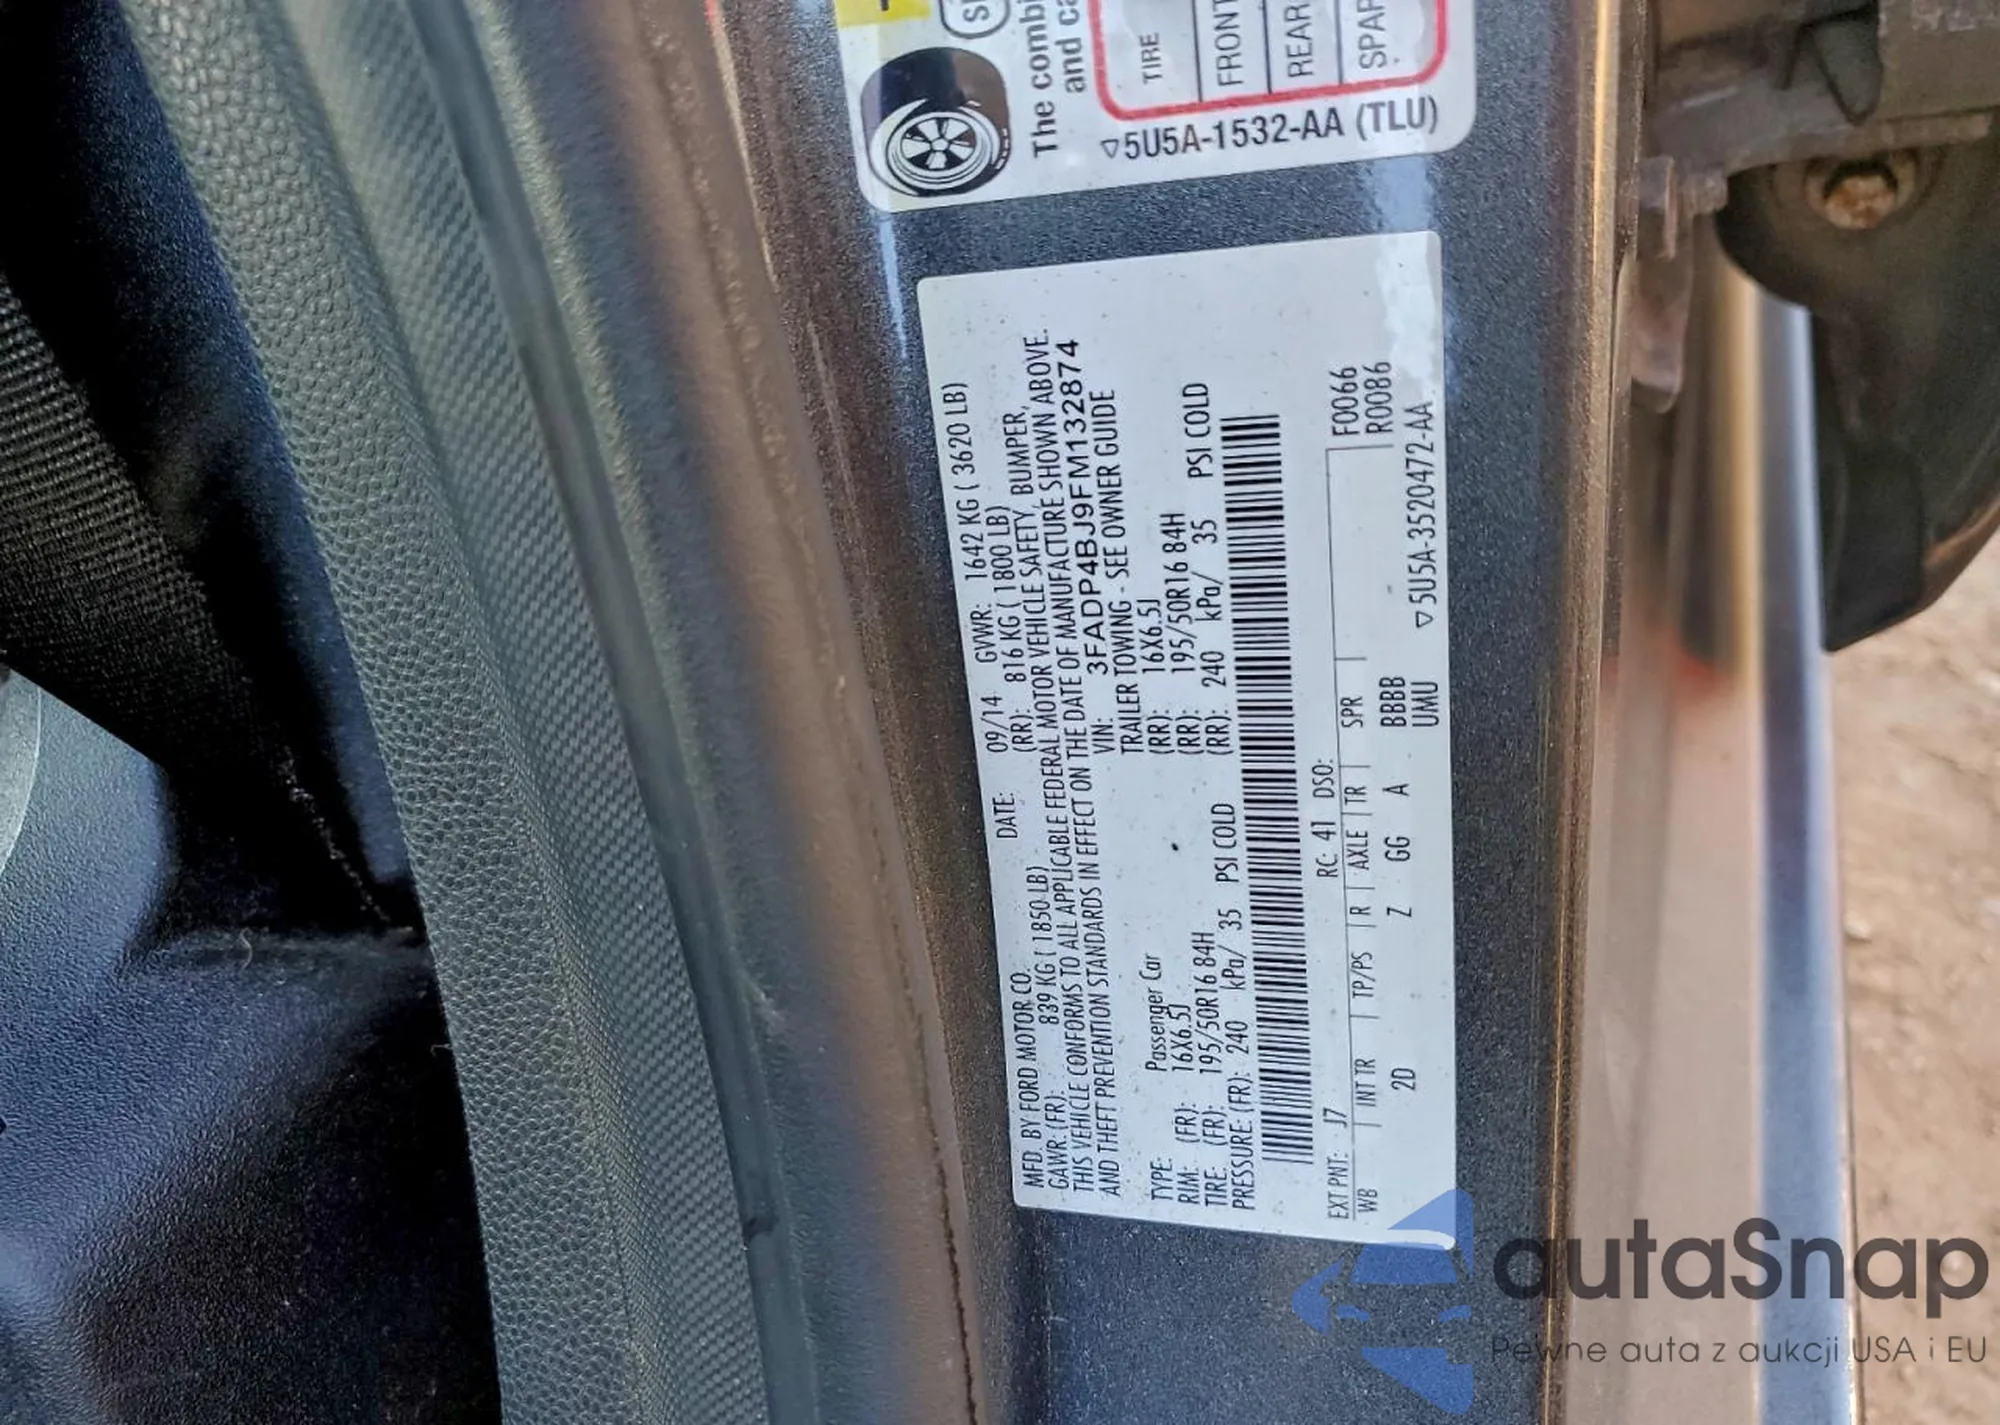 The combi
and ca
TIRE
FRONT
REAR
SPAR
▽5U5A-1532-AA (TLU)
MFD. BY FORD MOTOR CO. DATE: 09/14 GVWR: 1642 KG ( 3620 LB)
GAWR: (FR): 839 KG ( 1850 LB) (RR): 816 KG ( 1800 LB)
THIS VEHICLE CONFORMS TO ALL APPLICABLE FEDERAL MOTOR VEHICLE SAFETY, BUMPER,
AND THEFT PREVENTION STANDARDS IN EFFECT ON THE DATE OF MANUFACTURE SHOWN ABOVE.
VIN: 3FADP4BJ9FM132874
TYPE: Passenger Car TRAILER TOWING - SEE OWNER GUIDE
RIM: (FR): 16X6.5J (RR): 16X6.5J
TIRE: (FR): 195/50R16 84H (RR): 195/50R16 84H
PRESSURE: (FR): 240 kPa/ 35 PSI COLD (RR): 240 kPa/ 35 PSI COLD
EXT PNT: J7 RC: 41 DSO: F0066
WB INT TR TP/PS R AXLE TR SPR R0086
2D Z GG A BBBB
UMU ▽5U5A-3520472-AA
autaSnap
Pewne auta z aukcji USA i EU